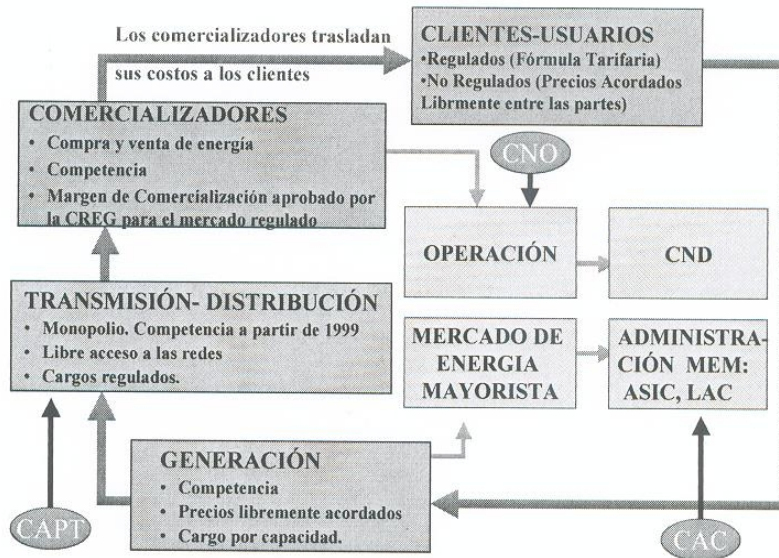 Los comercializadores trasladan
sus costos a los clientes
CLIENTES-USUARIOS
•Regulados (Fórmula Tarifaria)
•No Regulados (Precios Acordados
Librmente entre las partes)
COMERCIALIZADORES
• Compra y venta de energía
• Competencia
• Margen de Comercialización aprobado por
la CREG para el mercado regulado
CNO
OPERACIÓN
CND
TRANSMISIÓN- DISTRIBUCIÓN
• Monopolio. Competencia a partir de 1999
• Libre acceso a las redes
• Cargos regulados.
MERCADO DE
ENERGIA
MAYORISTA
ADMINISTRA-
CIÓN MEM:
ASIC, LAC
GENERACIÓN
• Competencia
• Precios libremente acordados
• Cargo por capacidad.
CAPT
CAC